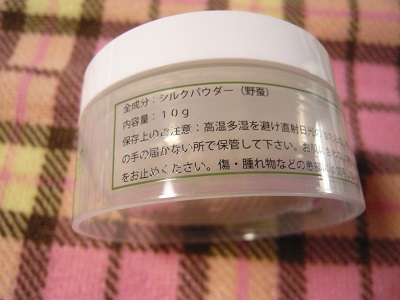 全成分：シルクパウダー（野蚕）
内容量：１０ｇ
保存上のご注意：高温多湿を避け直射日光の
の手の届かない所で保管して下さい。お肌に
をお止めください。傷・腫れ物などの患部